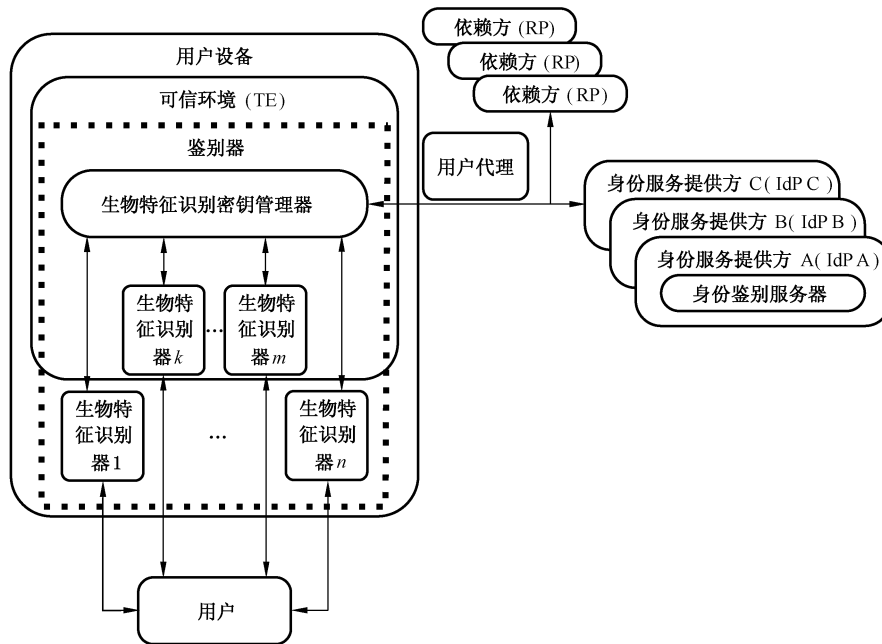 依赖方(RP)
依赖方(RP)
依赖方(RP)
用户设备
可信环境(TE)
鉴别器
生物特征识别密钥管理器
用户代理
身份服务提供方 C(IdP C)
身份服务提供方 B(IdP B)
身份服务提供方 A(IdP A)
身份鉴别服务器
生物特
征识别
器k
...
生物特
征识别
器m
生物特
征识别
器1
...
生物特
征识别
器n
用户